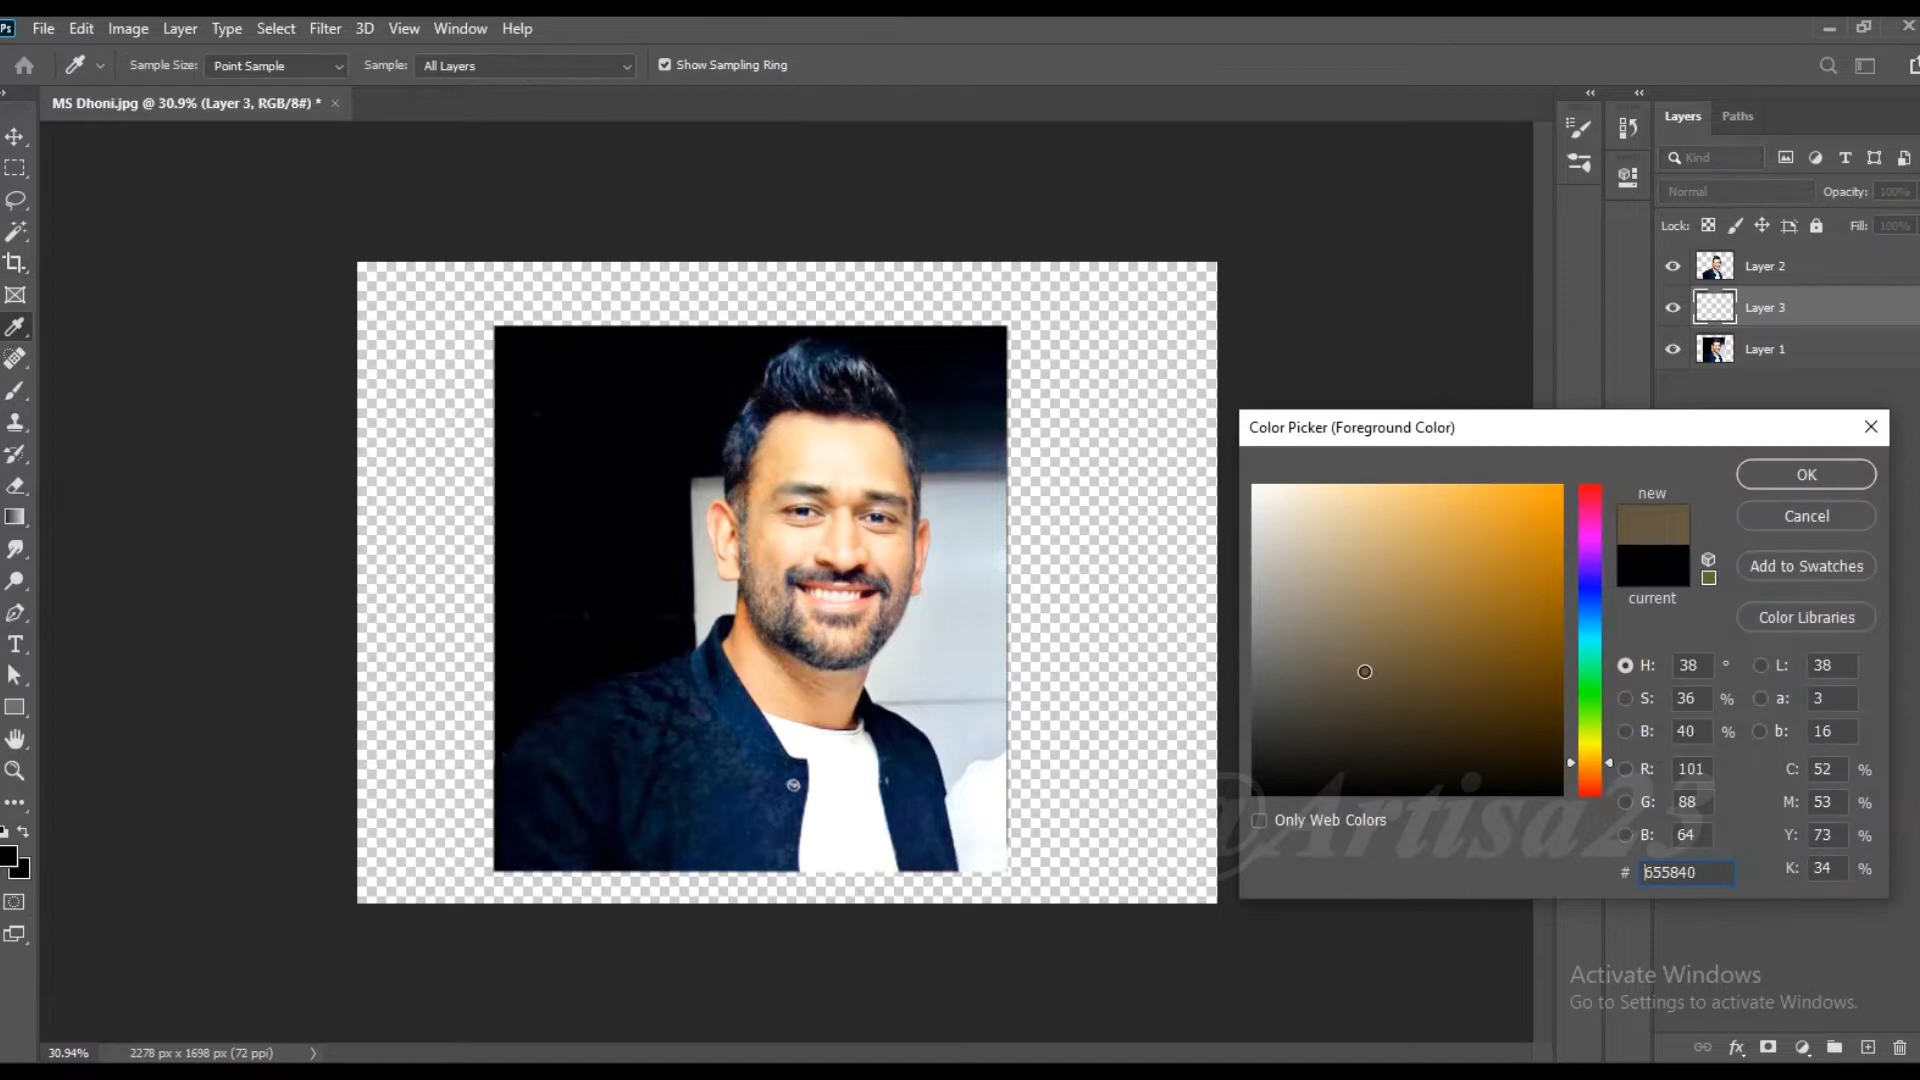 Ps File Edit Image Layer Type Select Filter 3D View Window Help
Sample Size: Point Sample Sample: All Layers Show Sampling Ring
MS Dhoni.jpg @ 30.9% (Layer 3, RGB/8#) * ×
Layers Paths
Kind
Normal Opacity: 100%
Lock: Fill: 100%
Layer 2
Layer 3
Layer 1
Color Picker (Foreground Color)
new
current
OK
Cancel
Add to Swatches
Color Libraries
H: 38 ° L: 38
S: 36 % a: 3
B: 40 % b: 16
R: 101 C: 52 %
G: 88 M: 53 %
B: 64 Y: 73 %
# 655840 K: 34 %
Only Web Colors
@Artisa23
Activate Windows
Go to Settings to activate Windows.
30.94% 2278 px x 1698 px (72 ppi)